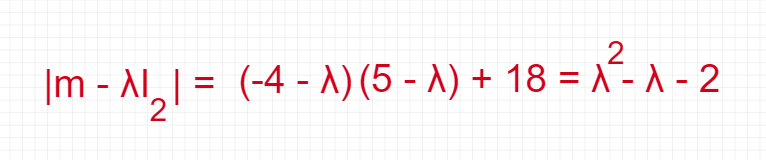 |m - λI₂| = (-4 - λ)(5 - λ) + 18 = λ² - λ - 2